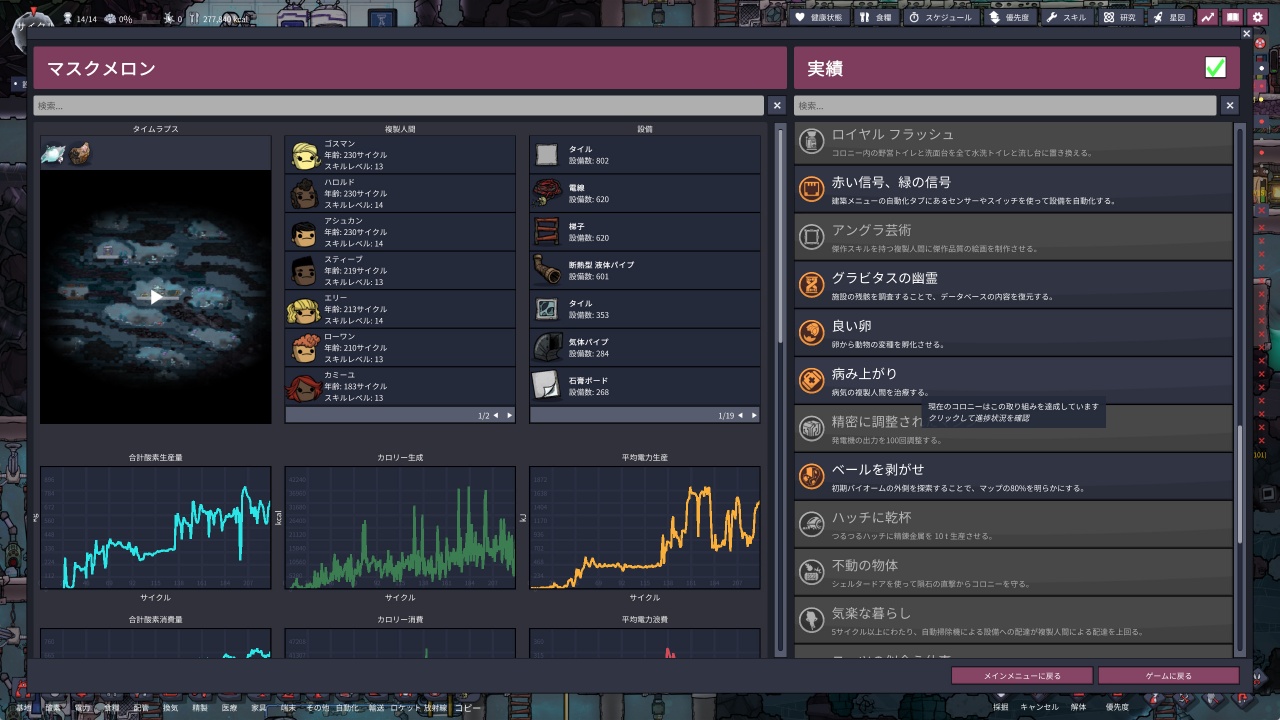 サイクル
14/14
0%
0
277,840 kcal
健康状態
食糧
スケジュール
優先度
スキル
研究
星図
マスクメロン
検索...
タイムラプス
複製人間
ゴスマン
年齢: 230サイクル
スキルレベル: 13
ハロルド
年齢: 230サイクル
スキルレベル: 14
アシュカン
年齢: 230サイクル
スキルレベル: 14
スティーブ
年齢: 219サイクル
スキルレベル: 13
エリー
年齢: 213サイクル
スキルレベル: 14
ローワン
年齢: 210サイクル
スキルレベル: 13
カミーユ
年齢: 183サイクル
スキルレベル: 13
1/2
設備
タイル
設備数: 802
電線
設備数: 620
梯子
設備数: 620
断熱型 液体パイプ
設備数: 601
タイル
設備数: 353
気体パイプ
設備数: 284
石膏ボード
設備数: 268
1/19
合計酸素生産量
サイクル
カロリー生成
kcal
サイクル
平均電力生産
kJ
サイクル
合計酸素消費量
カロリー消費
平均電力浪費
実績
検索...
ロイヤル フラッシュ
コロニー内の野営トイレと洗面台を全て水洗トイレと流し台に置き換える。
赤い信号、緑の信号
建築メニューの自動化タブにあるセンサーやスイッチを使って設備を自動化する。
アングラ芸術
傑作スキルを持つ複製人間に傑作品質の絵画を制作させる。
グラビタスの幽霊
施設の残骸を調査することで、データベースの内容を復元する。
良い卵
卵から動物の変種を孵化させる。
病み上がり
病気の複製人間を治療する。
現在のコロニーはこの取り組みを達成しています
クリックして進捗状況を確認
精密に調整され
発電機の出力を100回調整する。
ベールを剥がせ
初期バイオームの外側を探索することで、マップの80%を明らかにする。
ハッチに乾杯
つるつるハッチに精錬金属を 10 t 生産させる。
不動の物体
シェルタードアを使って隕石の直撃からコロニーを守る。
気楽な暮らし
5サイクル以上にわたり、自動掃除機による設備への配達が複製人間による配達を上回る。
メインメニューに戻る
ゲームに戻る
基地
酸素
電力
食糧
配管
換気
精製
医療
家具
端末
その他
自動化
輸送
ロケット
放射線
コピー
採掘
キャンセル
解体
優先度